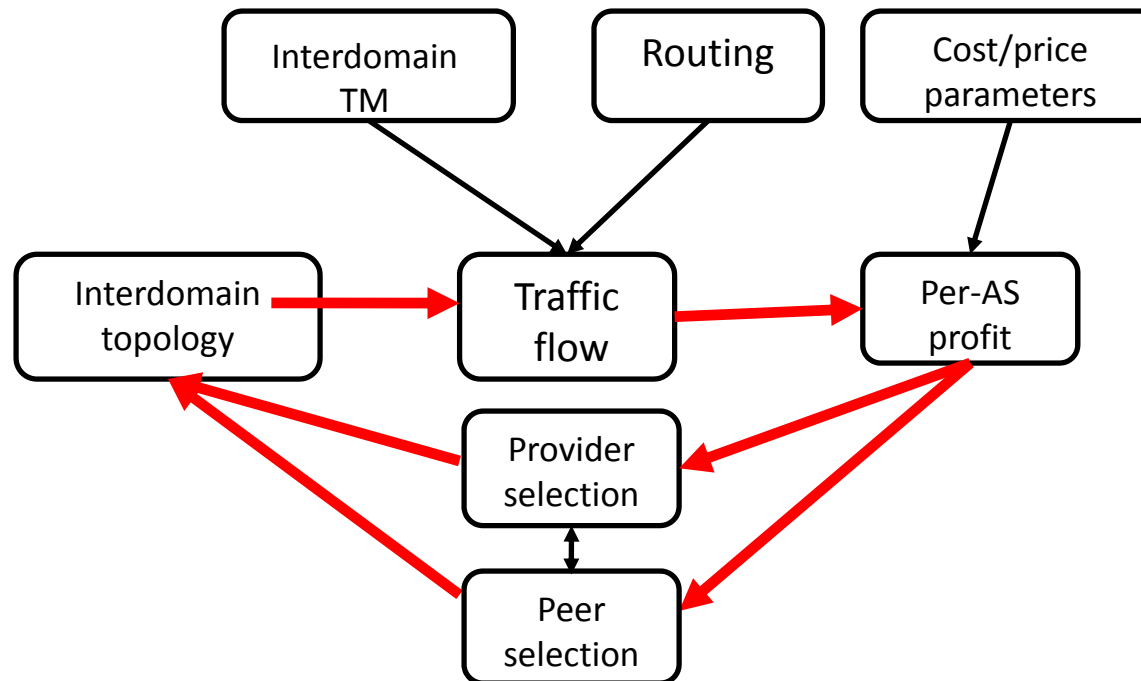 Interdomain
TM
Routing
Cost/price
parameters
Interdomain
topology
Traffic
flow
Per-AS
profit
Provider
selection
Peer
selection